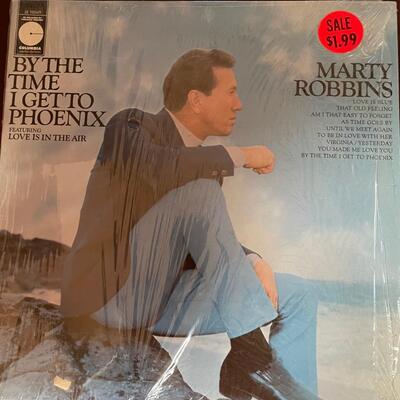 COLUMBIA
BY THE
TIME
I GET TO
PHOENIX
FEATURING
LOVE IS IN THE AIR
SALE
$1.99
MARTY
ROBBINS
LOVE IS BLUE
THAT OLD FEELING
AM I THAT EASY TO FORGET
AS TIME GOES BY
UNTIL WE MEET AGAIN
TO BE IN LOVE WITH HER
VIRGINIA/YESTERDAY
YOU MADE ME LOVE YOU
BY THE TIME I GET TO PHOENIX